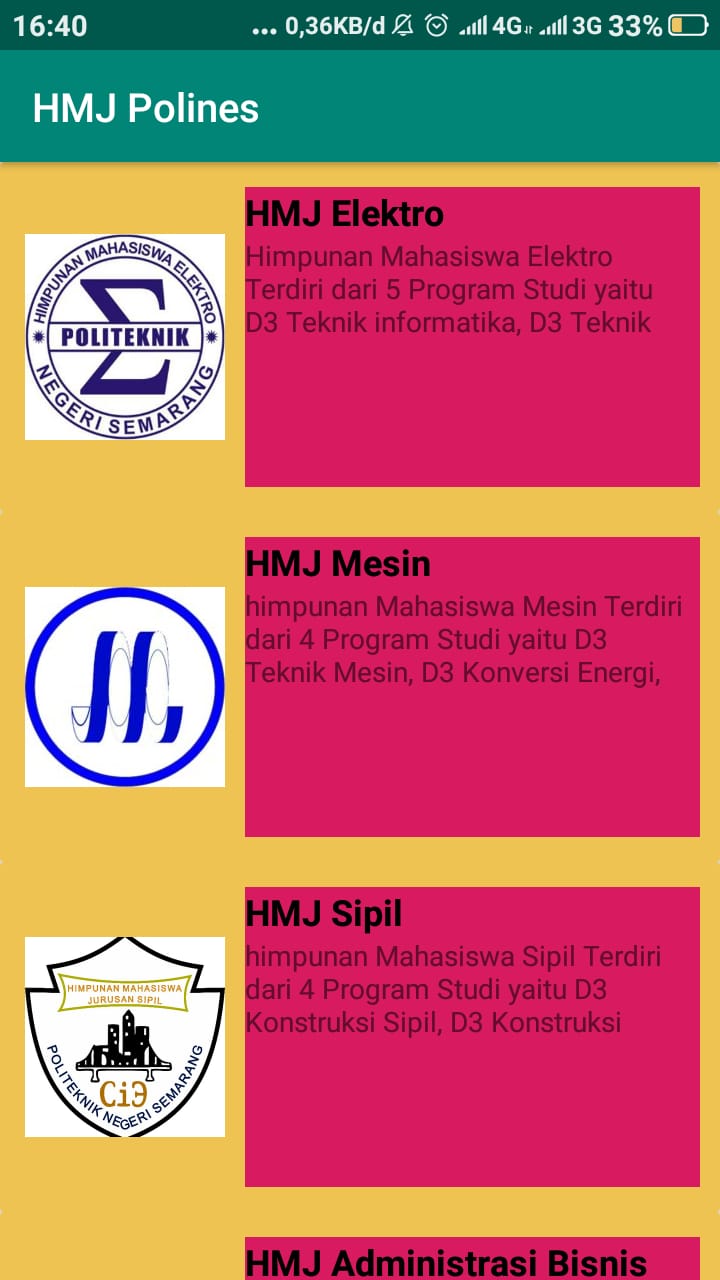 16:40
... 0,36KB/d 4G 3G 33%
HMJ Polines
HMJ Elektro
Himpunan Mahasiswa Elektro
Terdiri dari 5 Program Studi yaitu
D3 Teknik informatika, D3 Teknik
HIMPUNAN MAHASISWA ELEKTRO
POLITEKNIK
NEGERI SEMARANG
HMJ Mesin
himpunan Mahasiswa Mesin Terdiri
dari 4 Program Studi yaitu D3
Teknik Mesin, D3 Konversi Energi,
HMJ Sipil
himpunan Mahasiswa Sipil Terdiri
dari 4 Program Studi yaitu D3
Konstruksi Sipil, D3 Konstruksi
HIMPUNAN MAHASISWA
JURUSAN SIPIL
POLITEKNIK NEGERI SEMARANG
HMJ Administrasi Bisnis